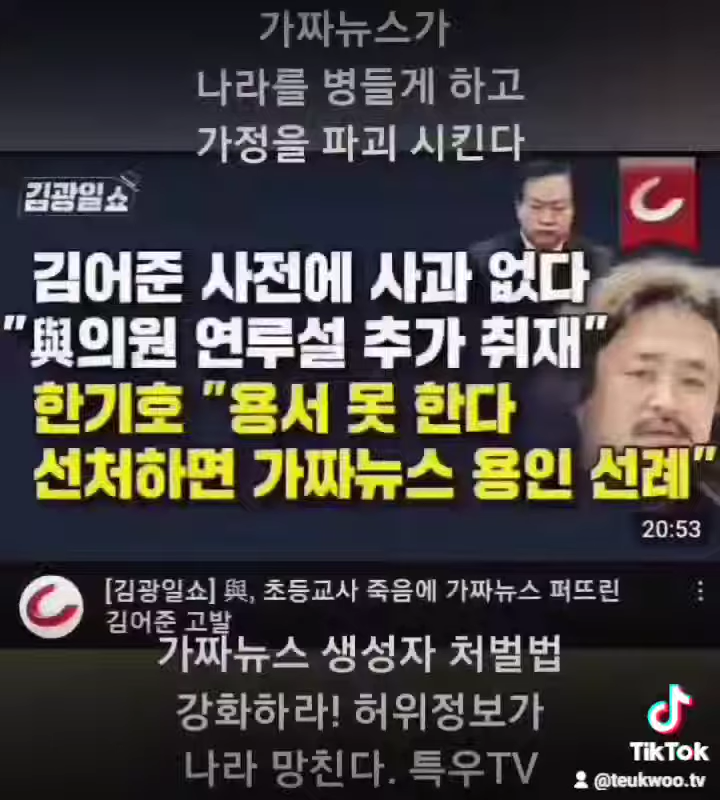 가짜뉴스가
나라를 병들게 하고
가정을 파괴 시킨다
김광일쇼
김어준 사전에 사과 없다
"與의원 연루설 추가 취재"
한기호 "용서 못 한다
선처하면 가짜뉴스 용인 선례"
20:53
[김광일쇼] 與, 초등교사 죽음에 가짜뉴스 퍼뜨린
김어준 고발
가짜뉴스 생성자 처벌법
강화하라! 허위정보가
나라 망친다. 특우TV
TikTok
@teukwoo.tv